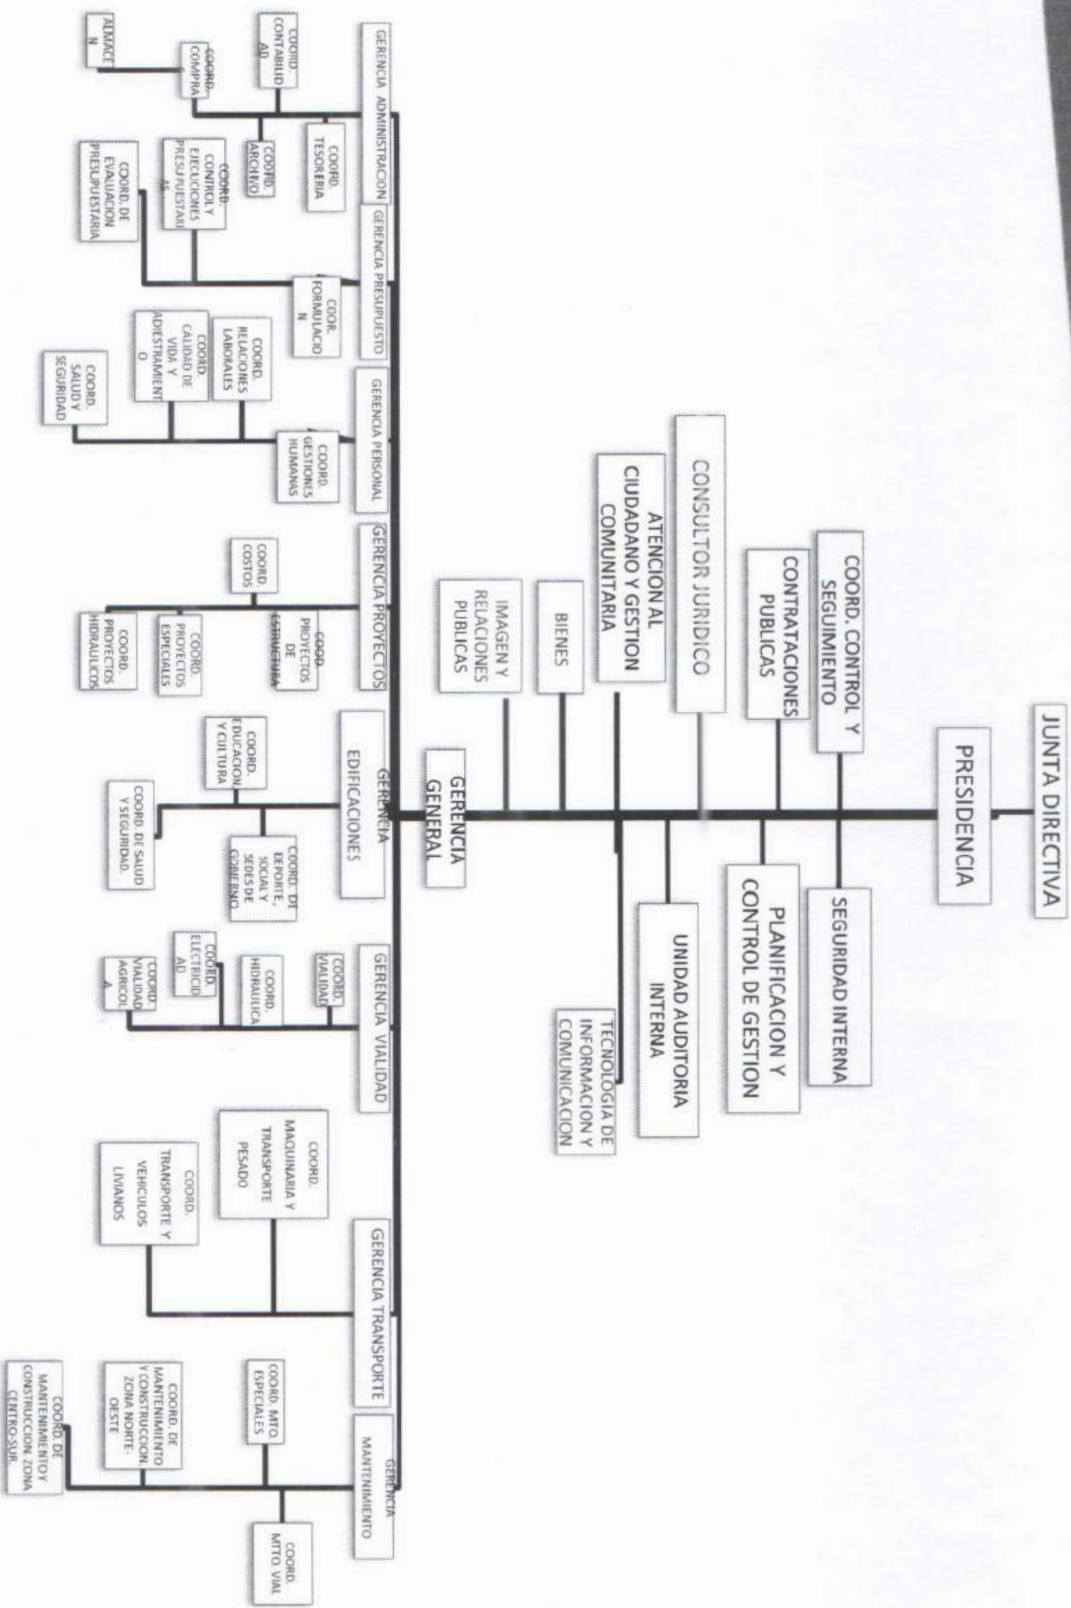 JUNTA DIRECTIVA
PRESIDENCIA
COORD. CONTROL Y
SEGUIMIENTO
SEGURIDAD INTERNA
CONTRATACIONES
PUBLICAS
PLANIFICACION Y
CONTROL DE GESTION
CONSULTOR JURIDICO
UNIDAD AUDITORIA
INTERNA
ATENCION AL
CIUDADANO Y GESTION
COMUNITARIA
TECNOLOGIA DE
INFORMACION Y
COMUNICACION
BIENES
IMAGEN Y
RELACIONES
PUBLICAS
GERENCIA
GENERAL
GERENCIA ADMINISTRACION
COORD.
TESORERIA
COORD.
CONTABILID
AD
COORD.
ARCHIVO
COORD.
COMPRA
ALMACE
N
GERENCIA PRESUPUESTO
COOR.
FORMULACIO
N
COORD.
CONTROL Y
EJECUCIONES
PRESUPUESTARI
AS
COORD. DE
EVALUACION
PRESUPUESTARIA
GERENCIA PERSONAL
COORD.
GESTIONES
HUMANAS
COORD.
RELACIONES
LABORALES
COORD.
CALIDAD DE
VIDA Y
ADIESTRAMIENT
O
COORD.
SALUD Y
SEGURIDAD
GERENCIA PROYECTOS
COOD.
PROYECTOS
DE
ESTRUCTURA
COORD.
COSTOS
COORD.
PROYECTOS
ESPECIALES
COORD.
PROYECTOS
HIDRAULICOS
GERENCIA
EDIFICACIONES
COORD. DE
DEPORTE,
SOCIAL Y
SEDES DE
GOBIERNO
COORD.
EDUCACION
Y CULTURA
COORD. DE SALUD
Y SEGURIDAD.
GERENCIA VIALIDAD
COORD.
VIALIDAD
COORD.
HIDRAULICA
COORD.
ELECTRICID
AD
COORD.
VIALIDAD
AGRICOL
A
GERENCIA TRANSPORTE
COORD.
MAQUINARIA Y
TRANSPORTE
PESADO
COORD.
TRANSPORTE Y
VEHICULOS
LIVIANOS
GERENCIA
MANTENIMIENTO
COORD. MTO
ESPECIALES
COORD.
MTTO. VIAL
COORD. DE
MANTENIMIENTO
Y CONSTRUCCION.
ZONA NORTE-
OESTE
COORD. DE
MANTENIMIENTO Y
CONSTRUCCION. ZONA
CENTRO-SUR.